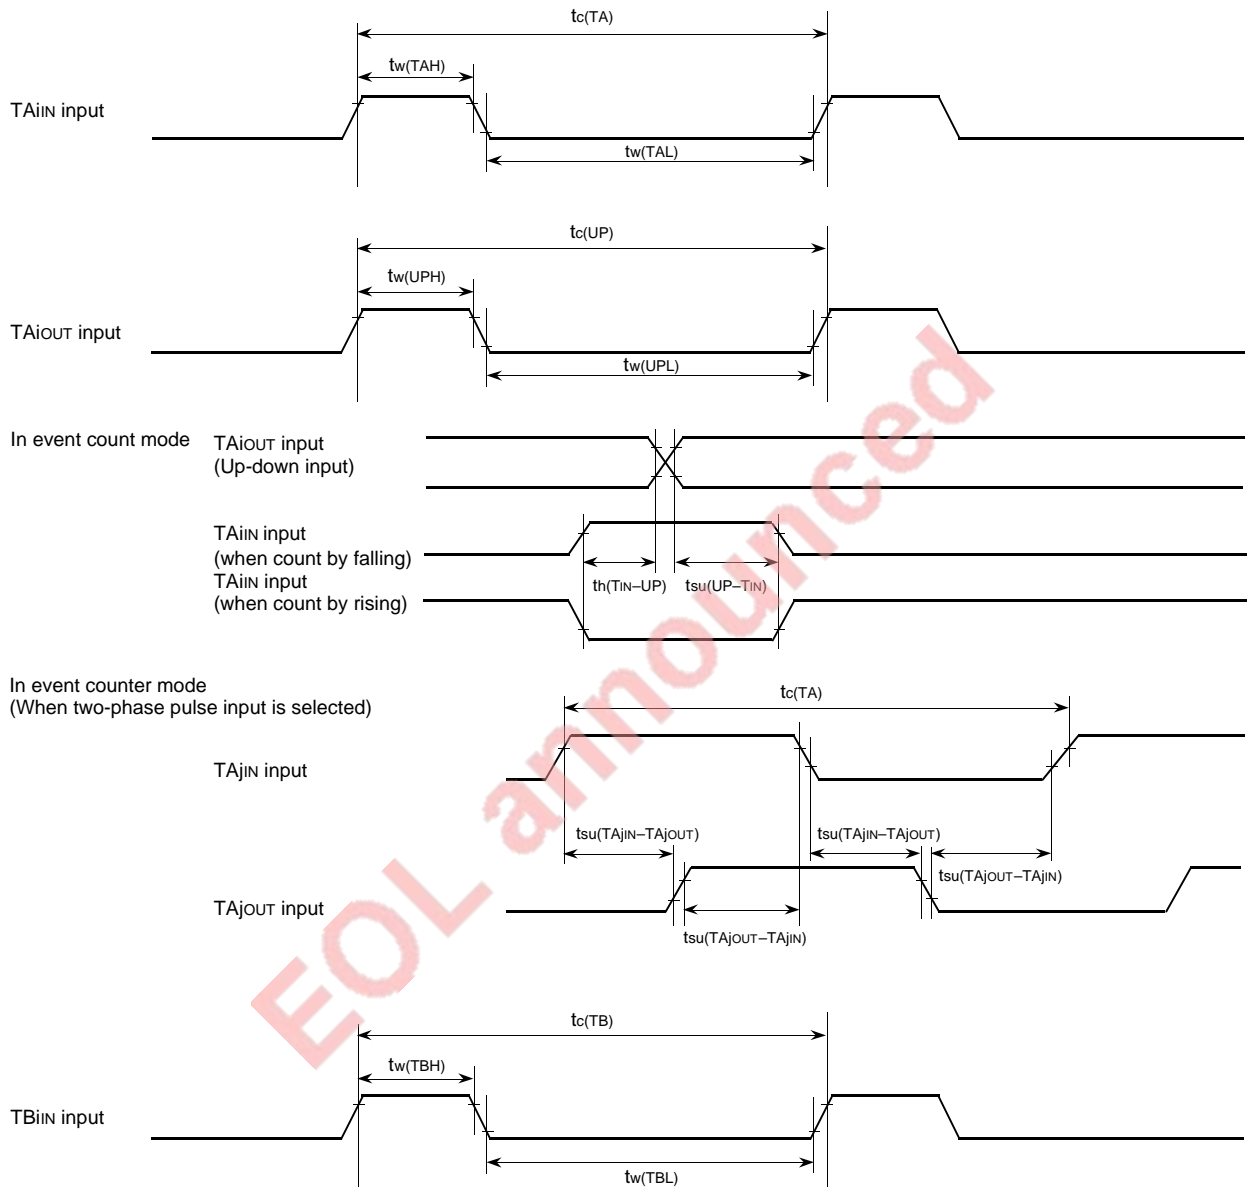 tc(TA)
tw(TAH)
TAiIN input
tw(TAL)
tc(UP)
tw(UPH)
TAiOUT input
tw(UPL)
In event count mode
TAiOUT input
(Up-down input)
TAiIN input
(when count by falling)
TAiIN input
(when count by rising)
th(TIN–UP)
tsu(UP–TIN)
In event counter mode
(When two-phase pulse input is selected)
tc(TA)
TAjIN input
tsu(TAjIN–TAjOUT)
tsu(TAjIN–TAjOUT)
tsu(TAjOUT–TAjIN)
TAjOUT input
tsu(TAjOUT–TAjIN)
tc(TB)
tw(TBH)
TBiIN input
tw(TBL)
EOL announced